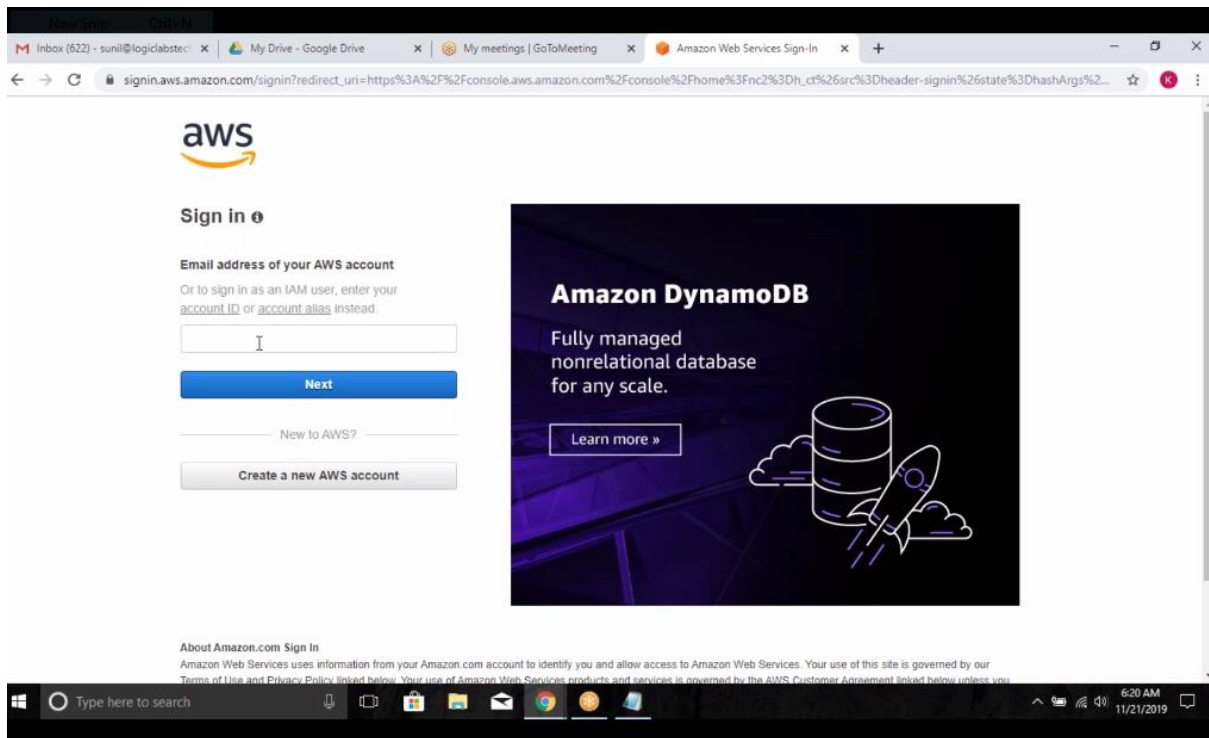 New Snip Ctrl+N
Inbox (622) - sunil@logiclabstec
My Drive - Google Drive
My meetings | GoToMeeting
Amazon Web Services Sign-In
signin.aws.amazon.com/signin?redirect_uri=https%3A%2F%2Fconsole.aws.amazon.com%2Fconsole%2Fhome%3Fnc2%3Dh_ct%26src%3Dheader-signin%26state%3DhashArgs%2...
K
aws
Sign in
Email address of your AWS account
Or to sign in as an IAM user, enter your
account ID or account alias instead.
Next
New to AWS?
Create a new AWS account
Amazon DynamoDB
Fully managed
nonrelational database
for any scale.
Learn more »
About Amazon.com Sign In
Amazon Web Services uses information from your Amazon.com account to identify you and allow access to Amazon Web Services. Your use of this site is governed by our
Terms of Use and Privacy Policy linked below. Your use of Amazon Web Services products and services is governed by the AWS Customer Agreement linked below unless you
Type here to search
6:20 AM
11/21/2019